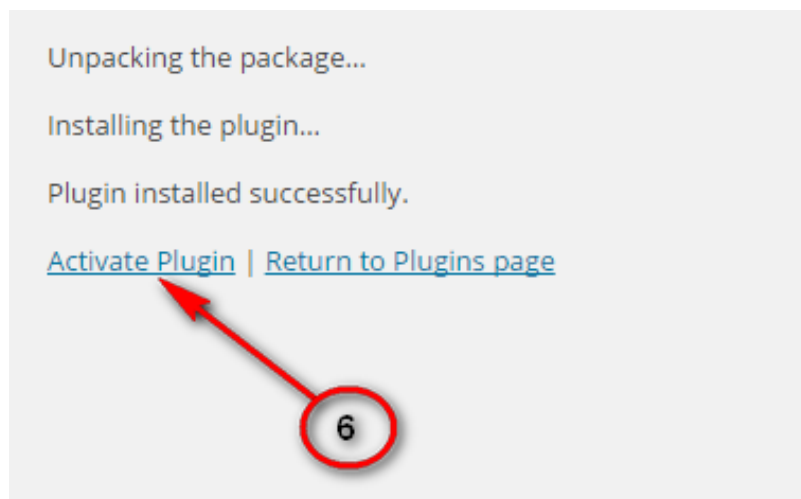 Unpacking the package...
Installing the plugin...
Plugin installed successfully.
Activate Plugin | Return to Plugins page
6